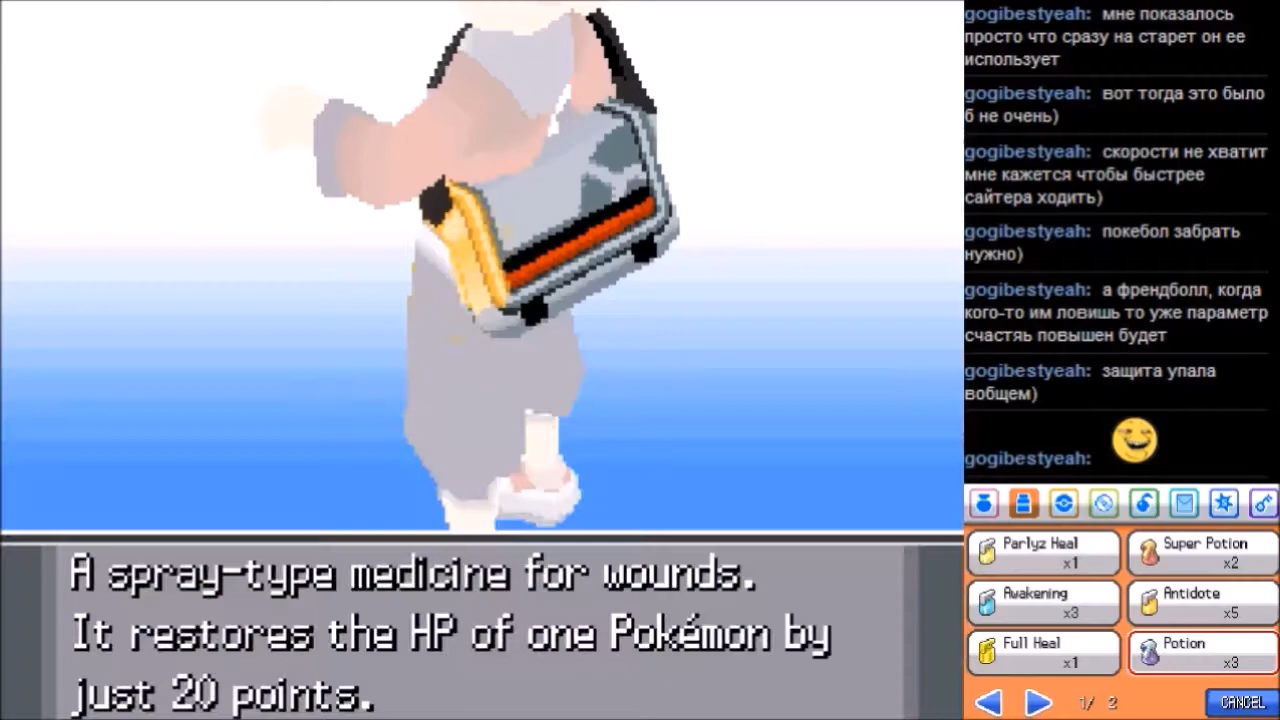 A spray-type medicine for wounds.
It restores the HP of one Pokémon by
just 20 points.
gogibestyeah: мне показалось
просто что сразу на старет он ее
использует
gogibestyeah: вот тогда это было
б не очень)
gogibestyeah: скорости не хватит
мне кажется чтобы быстрее
сайтера ходить)
gogibestyeah: покебол забрать
нужно)
gogibestyeah: а френдболл, когда
кого-то им ловишь то уже параметр
счастяь повышен будет
gogibestyeah: защита упала
вобщем)
gogibestyeah:
Parlyz Heal
x1
Super Potion
x2
Awakening
x3
Antidote
x5
Full Heal
x1
Potion
x3
1/ 2
CANCEL